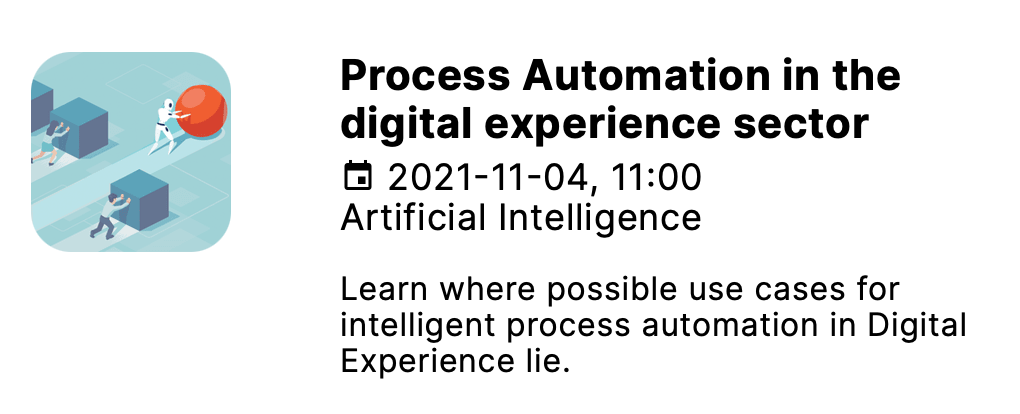 Process Automation in the
digital experience sector
2021-11-04, 11:00
Artificial Intelligence
Learn where possible use cases for
intelligent process automation in Digital
Experience lie.